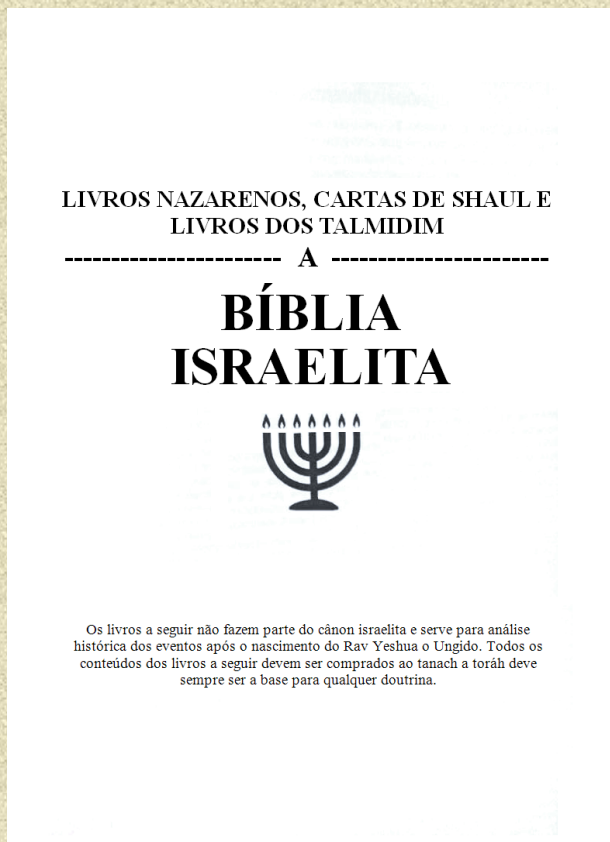 LIVROS NAZARENOS, CARTAS DE SHAUL E
LIVROS DOS TALMIDIM
----------------------- A -----------------------
BÍBLIA
ISRAELITA
Os livros a seguir não fazem parte do cânon israelita e serve para análise
histórica dos eventos após o nascimento do Rav Yeshua o Ungido. Todos os
conteúdos dos livros a seguir devem ser comprados ao tanach a toráh deve
sempre ser a base para qualquer doutrina.